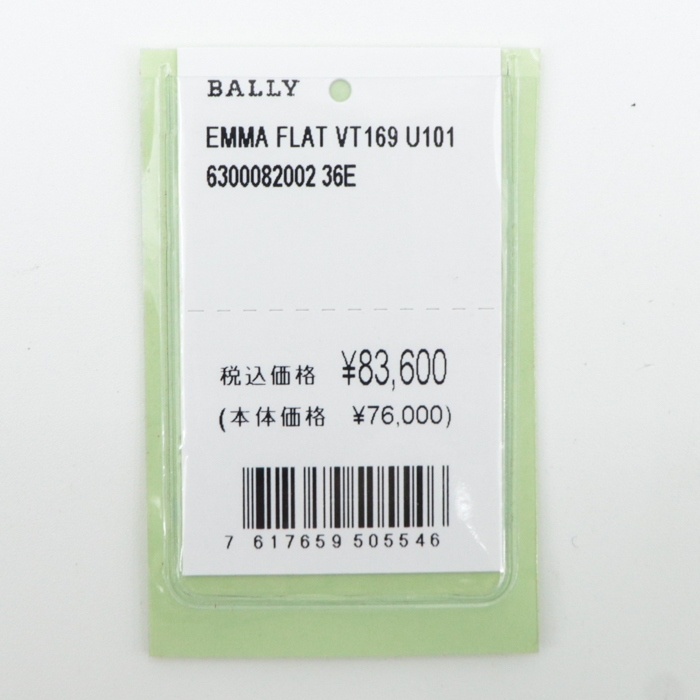 BALLY
EMMA FLAT VT169 U101
6300082002 36E
税込価格 ¥83,600
(本体価格 ¥76,000)
7 617659 505546